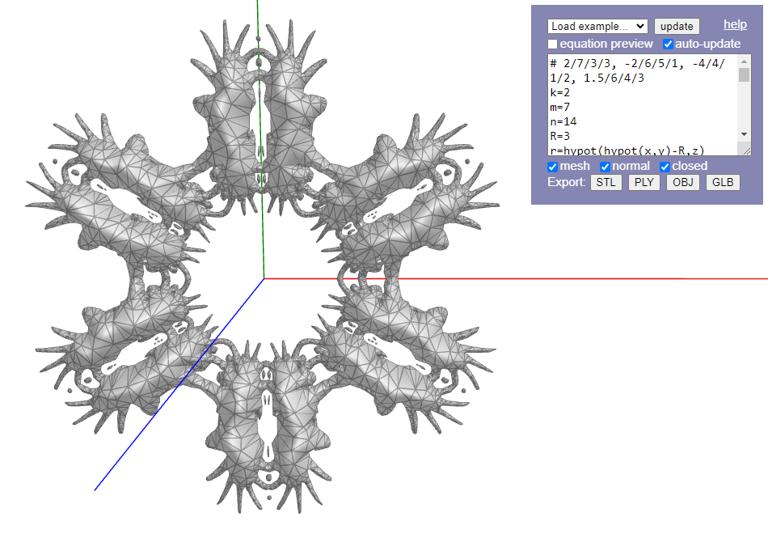 Load example...
update
help
equation preview
auto-update
# 2/7/3/3, -2/6/5/1, -4/4/
1/2, 1.5/6/4/3
k=2
m=7
n=14
R=3
r=hypot(hypot(x,y)-R,z)
mesh
normal
closed
Export:
STL
PLY
OBJ
GLB